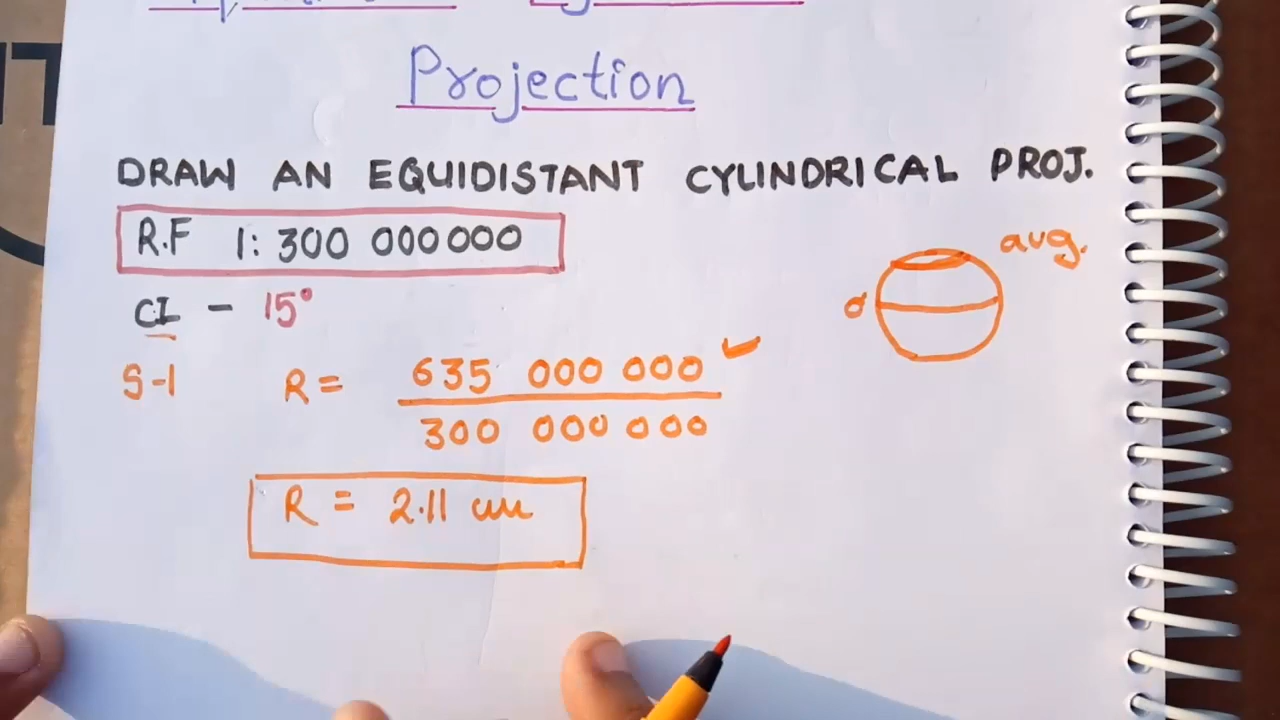 Projection
DRAW AN EQUIDISTANT CYLINDRICAL PROJ.
R.F 1: 300 000000
CI - 15°
avg.
0°
S-1 R = 635 000 000
300 000 000
R = 2.11 cm